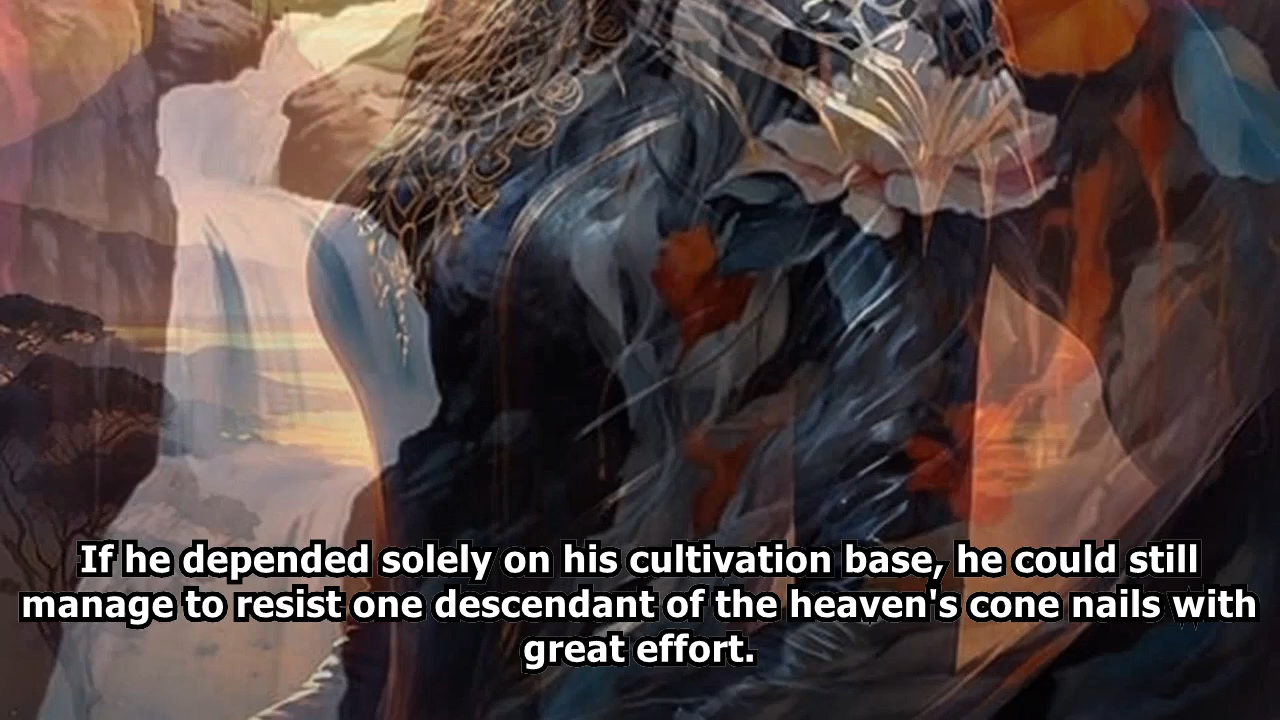 If he depended solely on his cultivation base, he could still
manage to resist one descendant of the heaven's cone nails with
great effort.